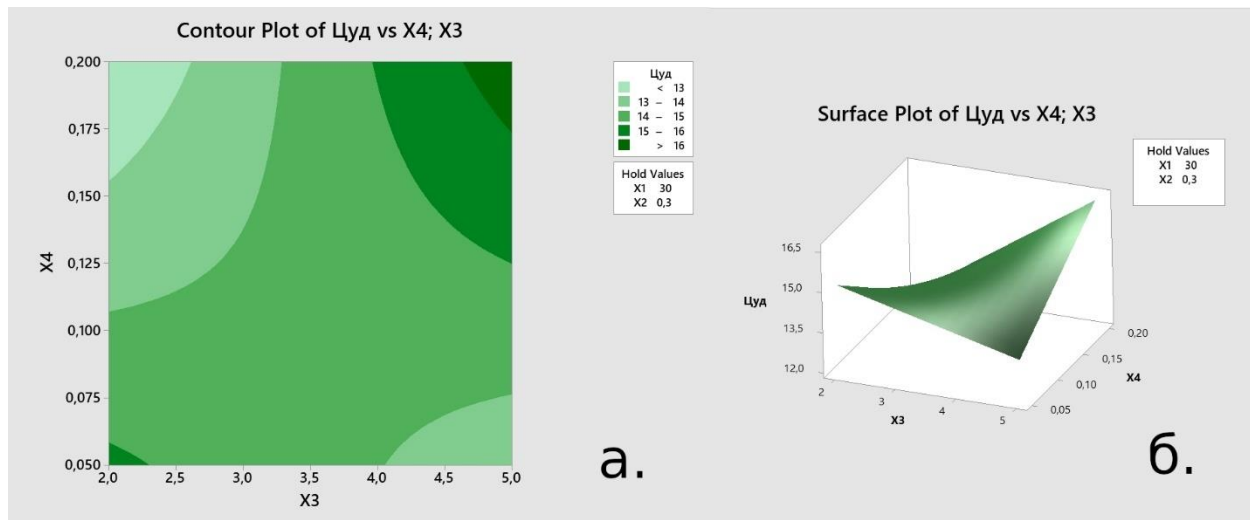 Contour Plot of Цуд vs X4; X3
0,200
0,175
0,150
0,125
0,100
0,075
0,050
X4
2,0 2,5 3,0 3,5 4,0 4,5 5,0
X3
Цуд
< 13
13 – 14
14 – 15
15 – 16
> 16
Hold Values
X1 30
X2 0,3
а.
Surface Plot of Цуд vs X4; X3
Hold Values
X1 30
X2 0,3
16,5
15,0
13,5
12,0
Цуд
2 3 4 5
X3
0,05 0,10 0,15 0,20
X4
б.